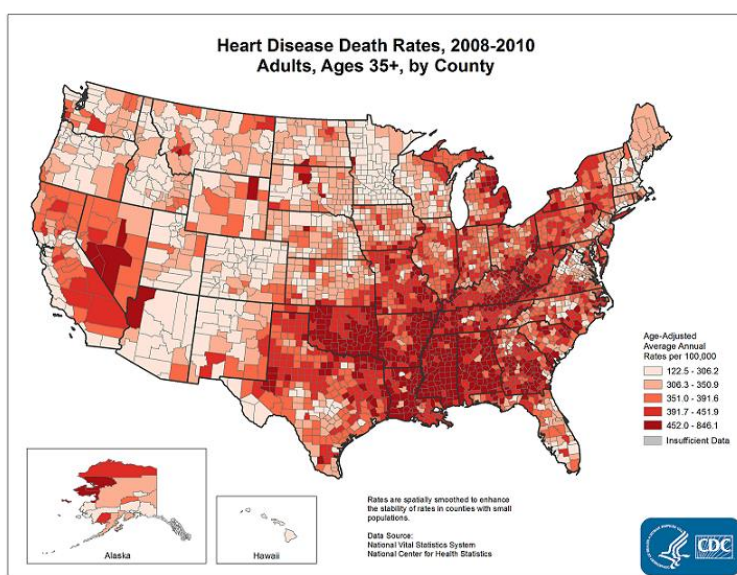 Heart Disease Death Rates, 2008-2010
Adults, Ages 35+, by County
Age-Adjusted
Average Annual
Rates per 100,000
122.5 - 306.2
306.3 - 350.9
351.0 - 391.6
391.7 - 451.9
452.0 - 846.1
Insufficient Data
Alaska
Hawaii
Rates are spatially smoothed to enhance
the stability of rates in counties with small
populations.
Data Source:
National Vital Statistics System
National Center for Health Statistics
CDC